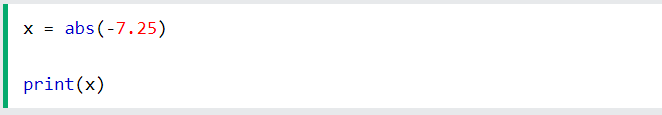 x = abs(-7.25)
print(x)